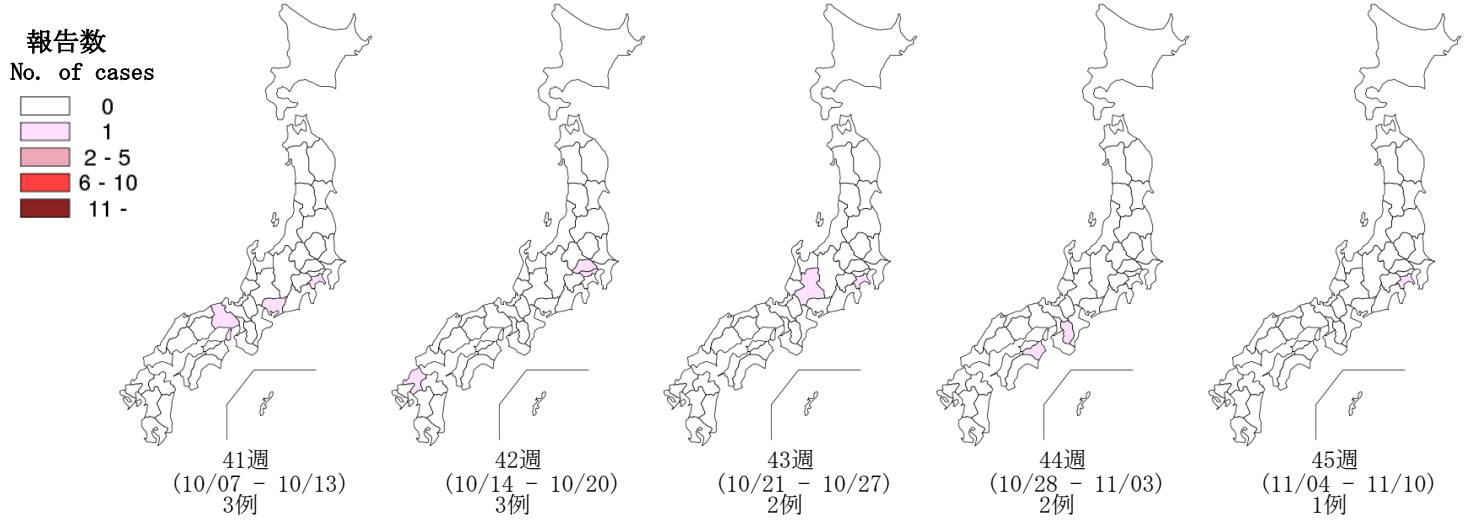 報告数
No. of cases
0
1
2 - 5
6 - 10
11 -
41週
(10/07 - 10/13)
3例
42週
(10/14 - 10/20)
3例
43週
(10/21 - 10/27)
2例
44週
(10/28 - 11/03)
2例
45週
(11/04 - 11/10)
1例